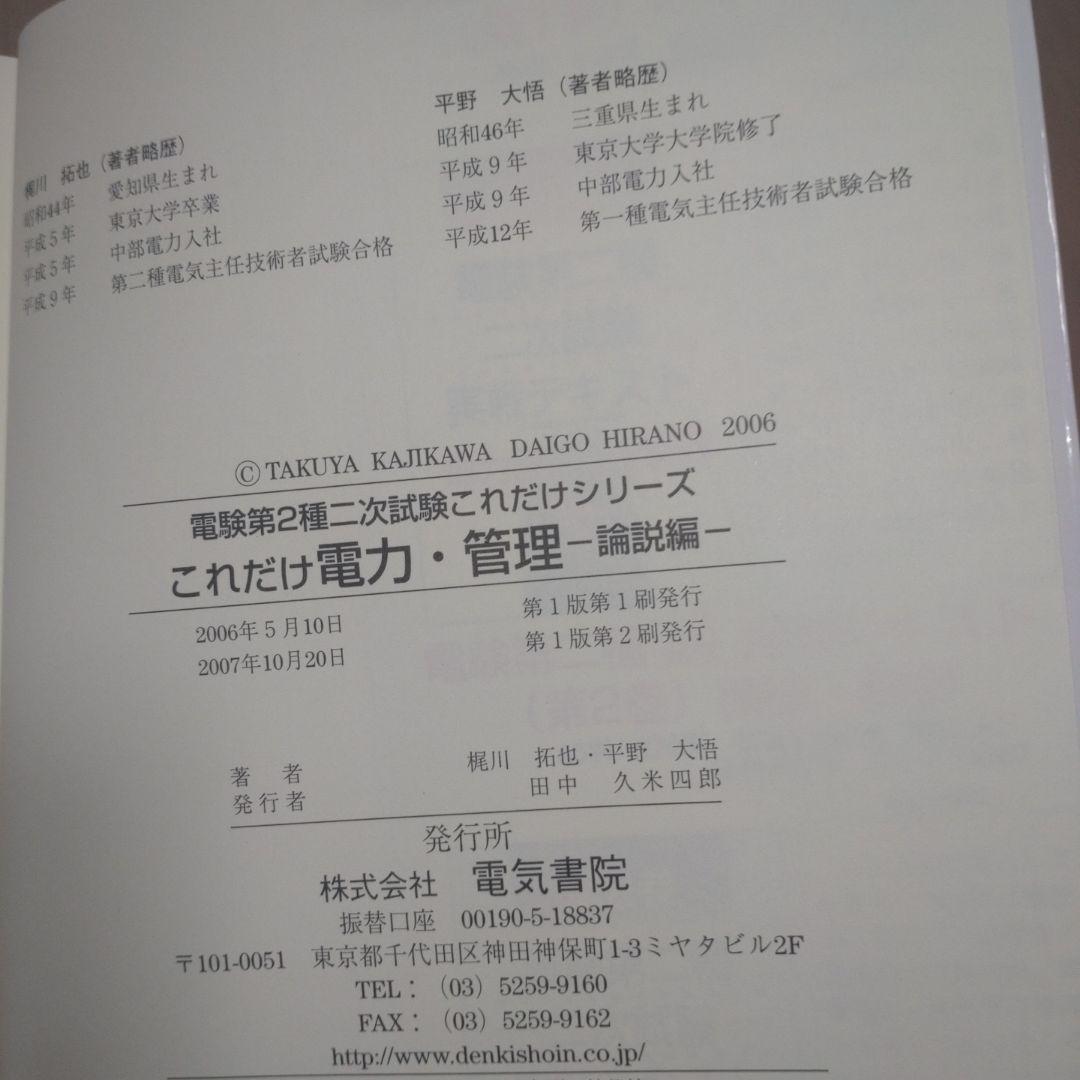 梶川 拓也（著者略歴）
昭和44年 愛知県生まれ
平成5年 東京大学卒業
平成5年 中部電力入社
平成9年 第二種電気主任技術者試験合格
平野 大悟（著者略歴）
昭和46年 三重県生まれ
平成9年 東京大学大学院修了
平成9年 中部電力入社
平成12年 第一種電気主任技術者試験合格
© TAKUYA KAJIKAWA DAIGO HIRANO 2006
電験第2種二次試験これだけシリーズ
これだけ電力・管理－論説編－
2006年5月10日 第1版第1刷発行
2007年10月20日 第1版第2刷発行
著者 梶川 拓也・平野 大悟
発行者 田中 久米四郎
発行所
株式会社 電気書院
振替口座 00190-5-18837
〒101-0051 東京都千代田区神田神保町1-3ミヤタビル2F
TEL：（03）5259-9160
FAX：（03）5259-9162
http://www.denkishoin.co.jp/